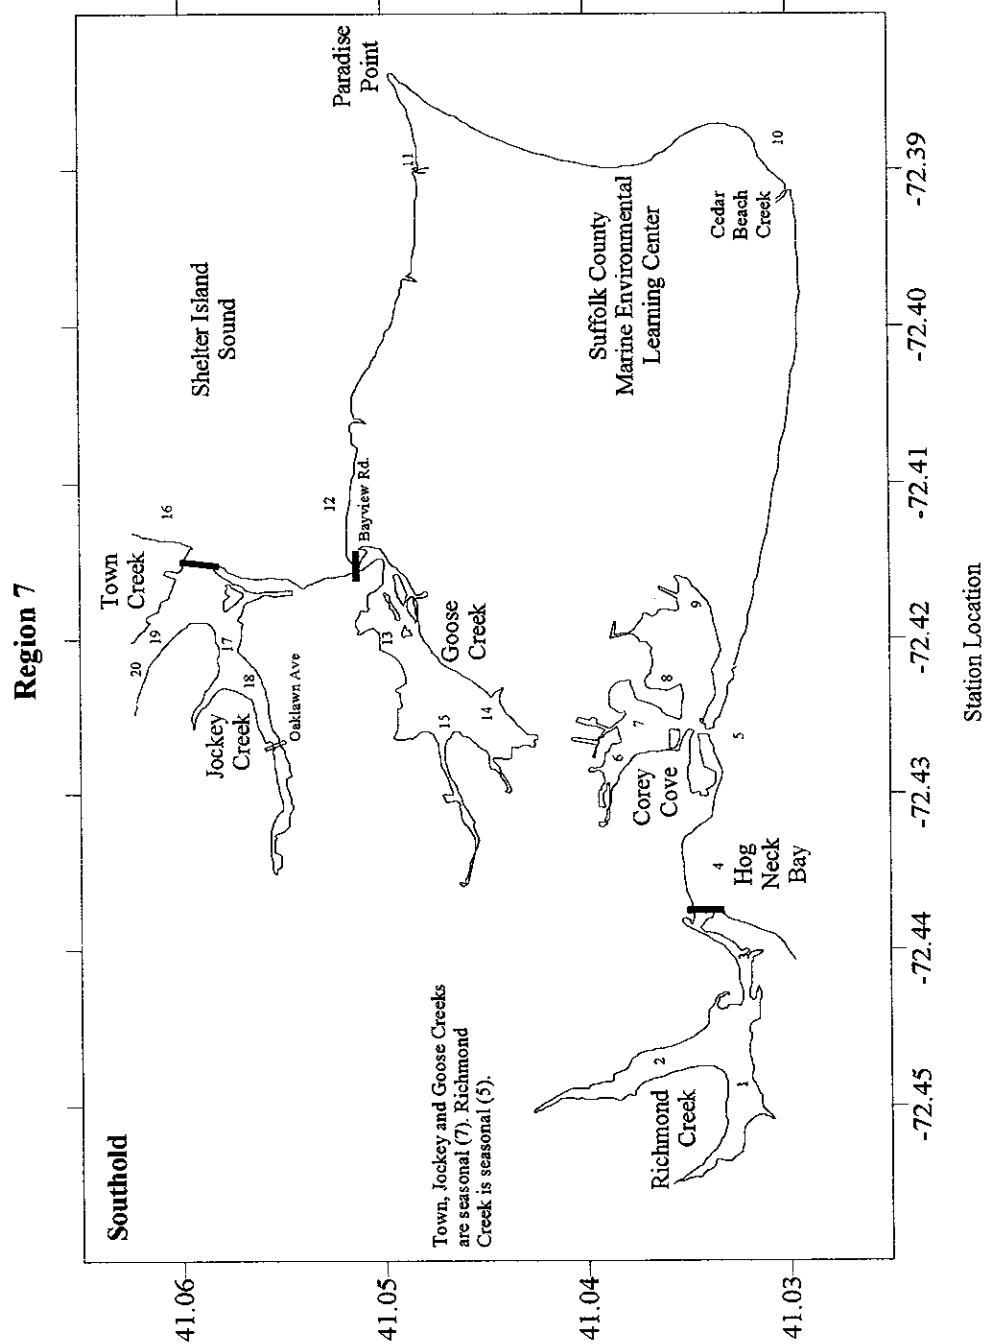 Region 7
Southold
Town
Creek
16
19
20
17
18
Jockey
Creek
Oaklawn Ave
Shelter Island
Sound
Paradise
Point
11
12
Bayview Rd.
13
Goose
Creek
14
15
Town, Jockey and Goose Creeks
are seasonal (7). Richmond
Creek is seasonal (5).
Suffolk County
Marine Environmental
Learning Center
Cedar
Beach
Creek
10
9
8
7
6
5
Corey
Cove
4
Hog
Neck
Bay
3
2
1
Richmond
Creek
41.06
41.05
41.04
41.03
-72.45
-72.44
-72.43
-72.42
-72.41
-72.40
-72.39
Station Location